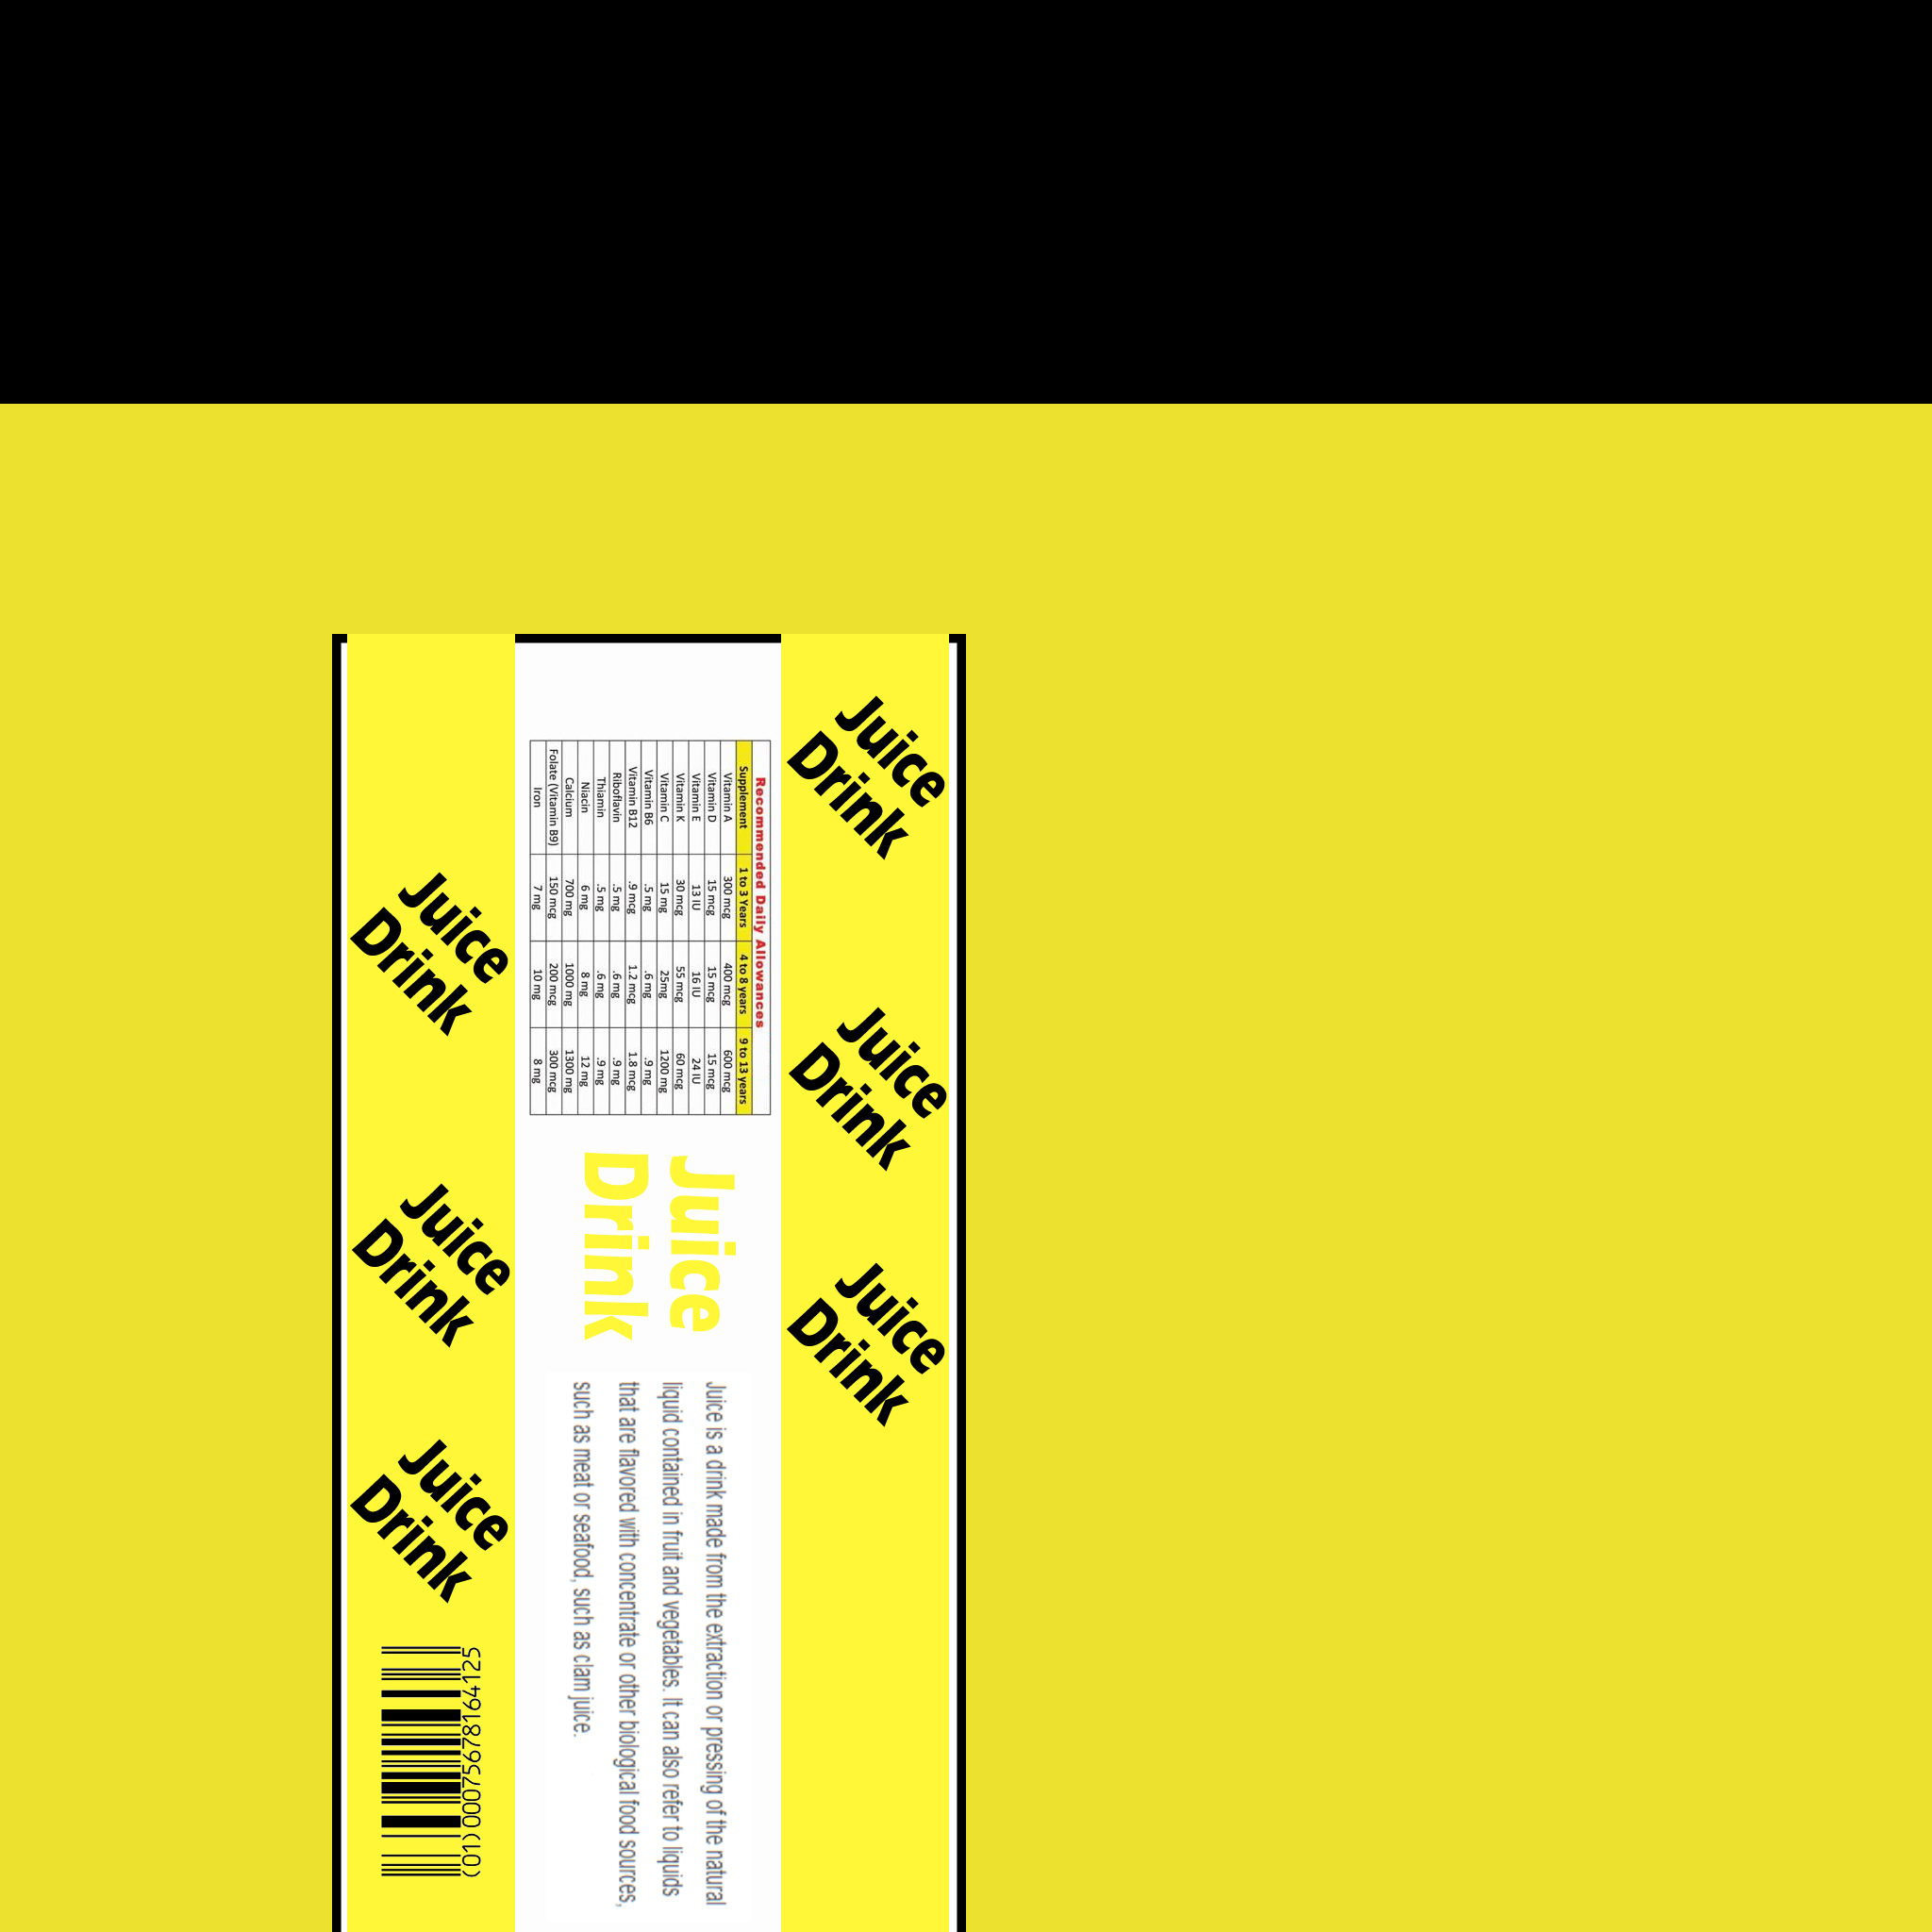 Juice
Drink
Juice
Drink
Juice
Drink
Recommended Daily Allowances
Supplement 1 to 3 Years 4 to 8 years 9 to 13 years
Vitamin A 300 mcg 400 mcg 600 mcg
Vitamin D 15 mcg 15 mcg 15 mcg
Vitamin E 13 IU 16 IU 24 IU
Vitamin K 30 mcg 55 mcg 60 mcg
Vitamin C 15 mg 25mg 1200 mg
Vitamin B6 .5 mg .6 mg .9 mg
Vitamin B12 .9 mcg 1.2 mcg 1.8 mcg
Riboflavin .5 mg .6 mg .9 mg
Thiamin .5 mg .6 mg .9 mg
Niacin 6 mg 8 mg 12 mg
Calcium 700 mg 1000 mg 1300 mg
Folate (Vitamin B9) 150 mcg 200 mcg 300 mcg
Iron 7 mg 10 mg 8 mg
Juice
Drink
Juice is a drink made from the extraction or pressing of the natural
liquid contained in fruit and vegetables. It can also refer to liquids
that are flavored with concentrate or other biological food sources,
such as meat or seafood, such as clam juice.
Juice
Drink
Juice
Drink
Juice
Drink
(01)00075678164125